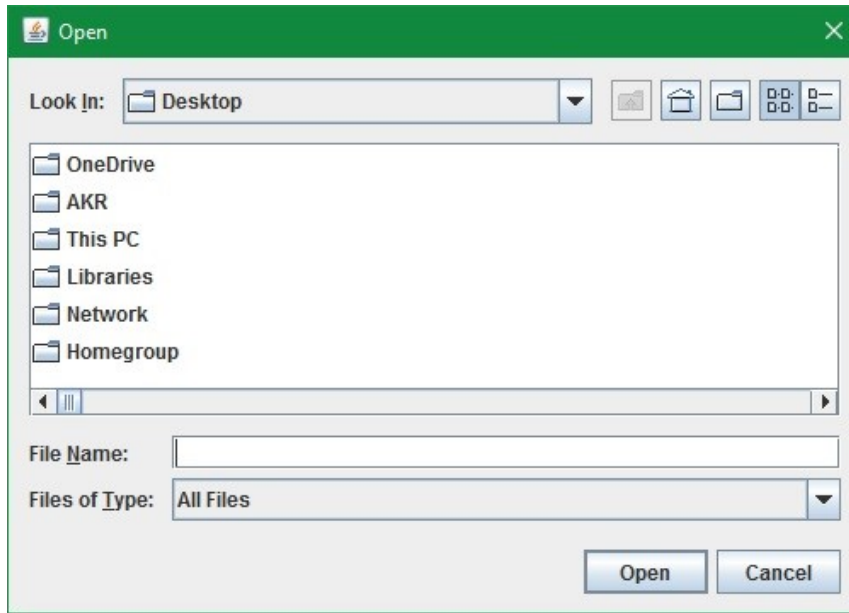 Open
Look In: Desktop
OneDrive
AKR
This PC
Libraries
Network
Homegroup
File Name:
Files of Type: All Files
Open Cancel